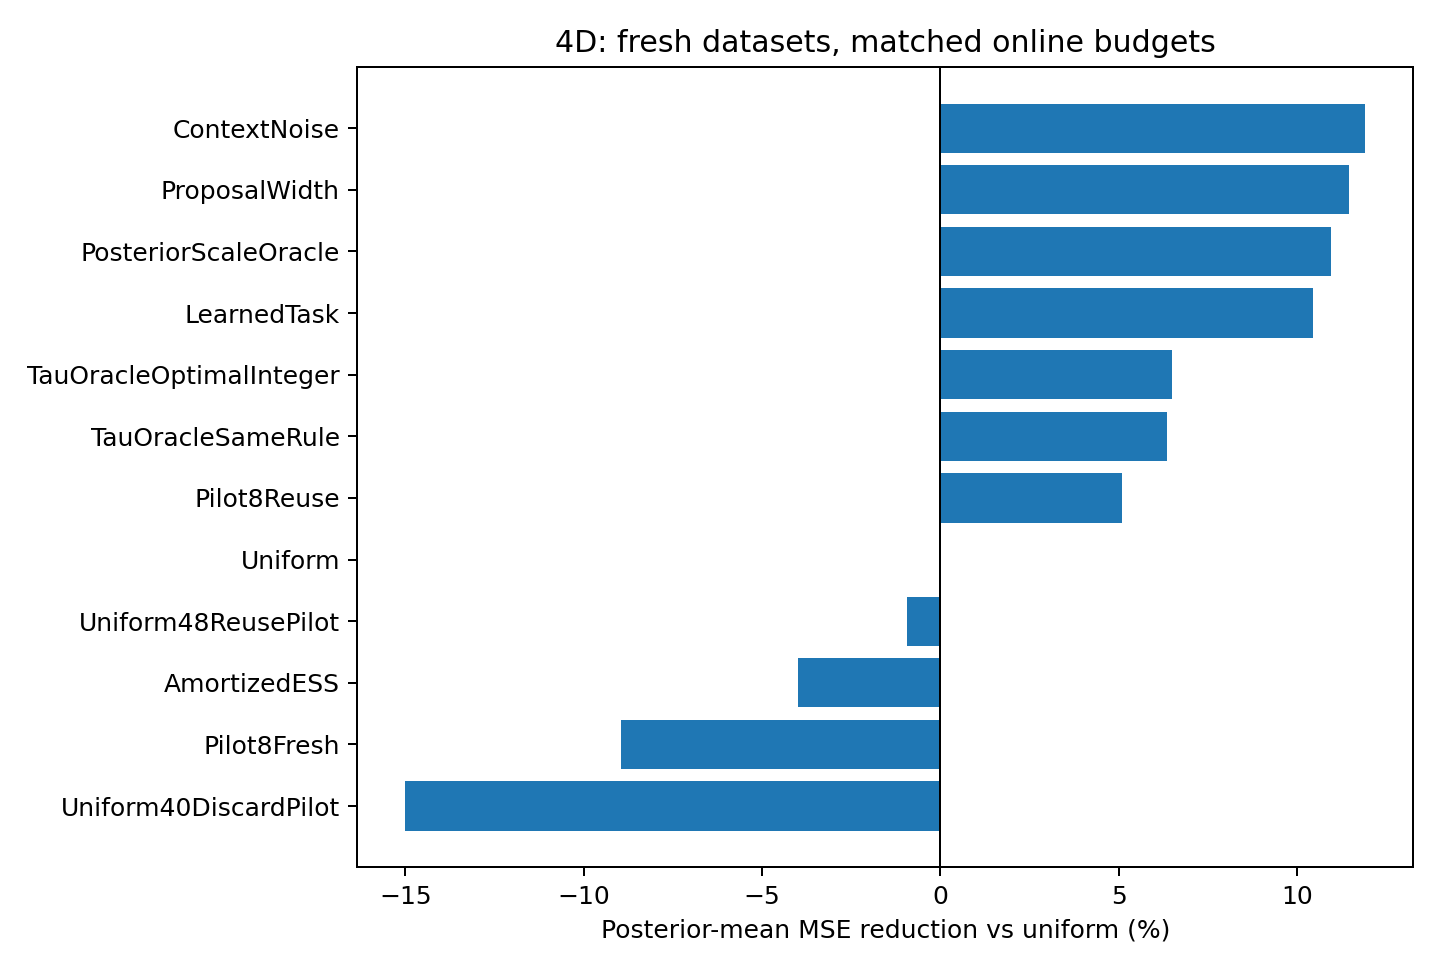 4D: fresh datasets, matched online budgets
ContextNoise
ProposalWidth
PosteriorScaleOracle
LearnedTask
TauOracleOptimalInteger
TauOracleSameRule
Pilot8Reuse
Uniform
Uniform48ReusePilot
AmortizedESS
Pilot8Fresh
Uniform40DiscardPilot
−15 −10 −5 0 5 10
Posterior-mean MSE reduction vs uniform (%)